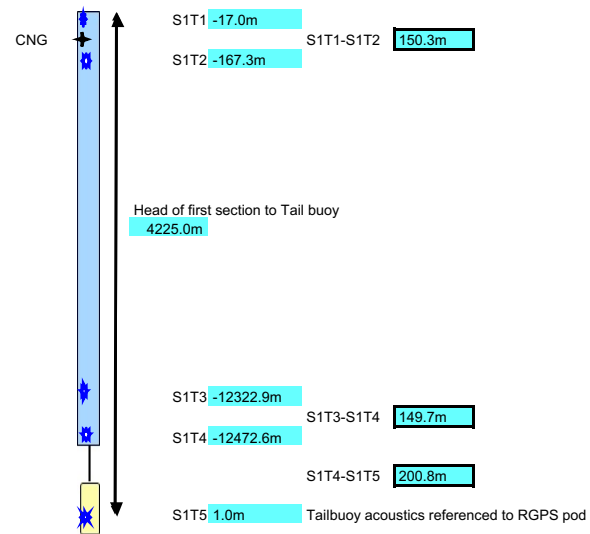 S1T1 -17.0m
CNG S1T1-S1T2 150.3m
S1T2 -167.3m
Head of first section to Tail buoy
4225.0m
S1T3 -12322.9m
S1T3-S1T4 149.7m
S1T4 -12472.6m
S1T4-S1T5 200.8m
S1T5 1.0m Tailbuoy acoustics referenced to RGPS pod